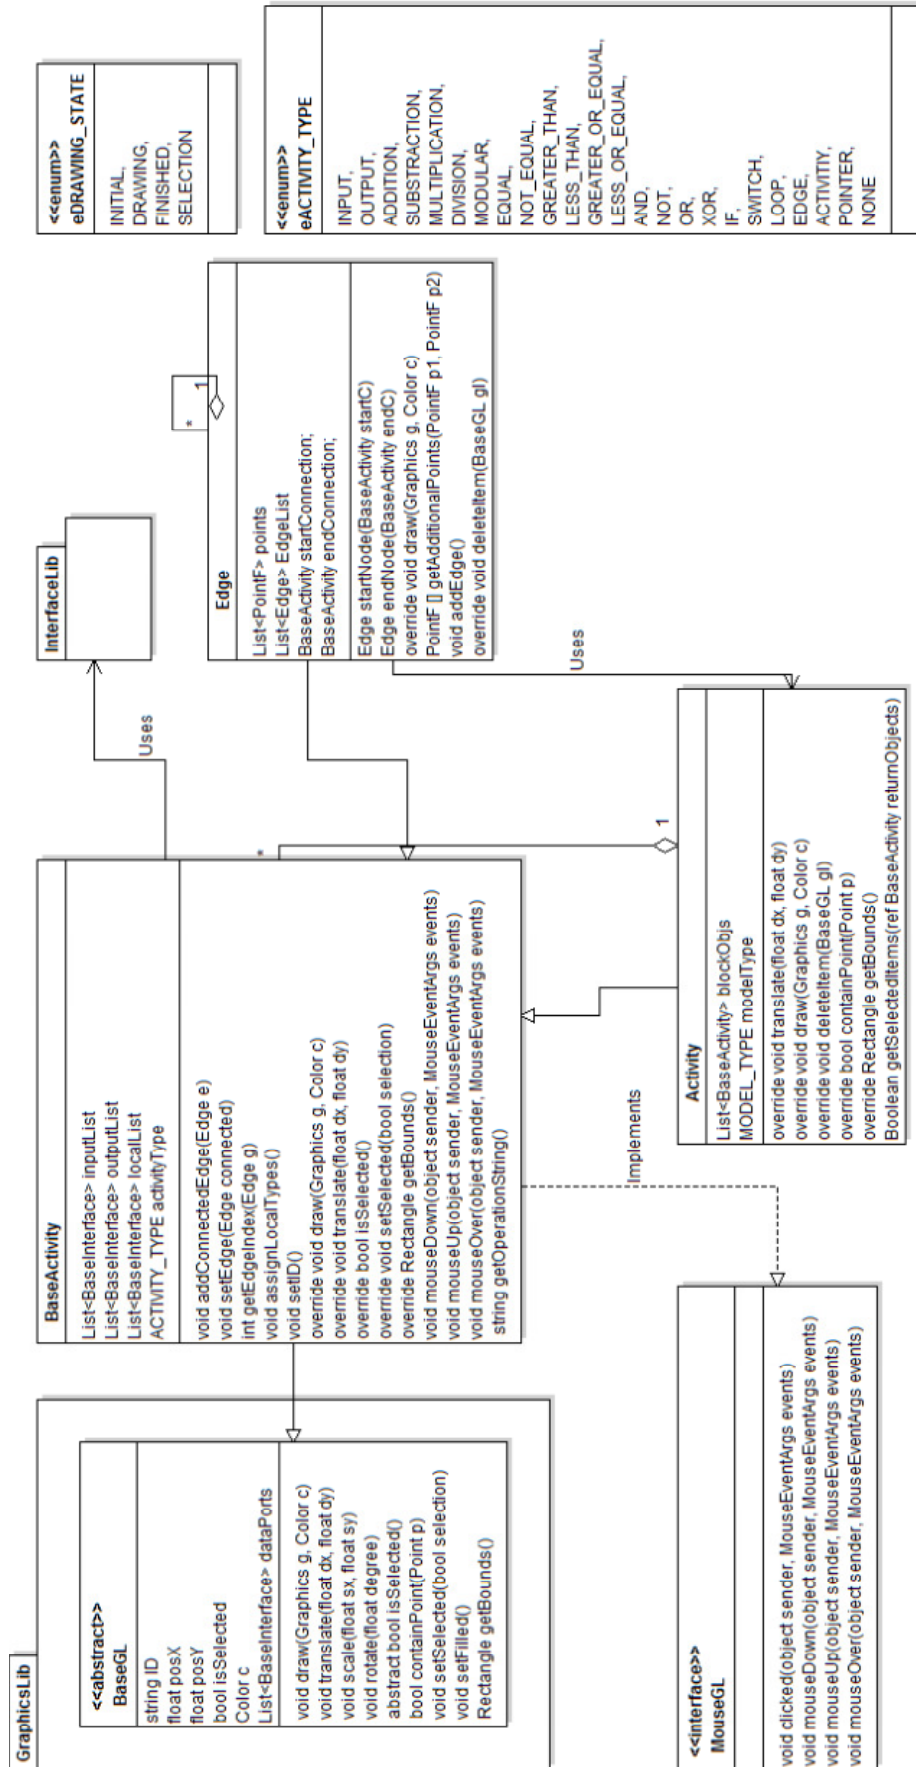 GraphicsLib
<<abstract>>
BaseGL
string ID
float posX
float posY
bool isSelected
Color c
List<BaseInterface> dataPorts
void draw(Graphics g, Color c)
void translate(float dx, float dy)
void scale(float sx, float sy)
void rotate(float degree)
abstract bool isSelected()
bool containPoint(Point p)
void setSelected(bool selection)
void setFilled()
Rectangle getBounds()
BaseActivity
List<BaseInterface> inputList
List<BaseInterface> outputList
List<BaseInterface> localList
ACTIVITY_TYPE activityType
void addConnectedEdge(Edge e)
void setEdge(Edge connected)
int getEdgeIndex(Edge g)
void assignLocalTypes()
void setID()
override void draw(Graphics g, Color c)
override void translate(float dx, float dy)
override bool isSelected()
override void setSelected(bool selection)
override Rectangle getBounds()
void mouseDown(object sender, MouseEventArgs events)
void mouseUp(object sender, MouseEventArgs events)
void mouseOver(object sender, MouseEventArgs events)
string getOperationString()
Uses
InterfaceLib
<<enum>>
eDRAWING_STATE
INITIAL,
DRAWING,
FINISHED,
SELECTION
*
1
Edge
List<PointF> points
List<Edge> EdgeList
BaseActivity startConnection;
BaseActivity endConnection;
Edge startNode(BaseActivity startC)
Edge endNode(BaseActivity endC)
override void draw(Graphics g, Color c)
PointF [] getAdditionalPoints(PointF p1, PointF p2)
void addEdge()
override void deleteItem(BaseGL gl)
<<enum>>
eACTIVITY_TYPE
INPUT,
OUTPUT,
ADDITION,
SUBSTRACTION,
MULTIPLICATION,
DIVISION,
MODULAR,
EQUAL,
NOT_EQUAL,
GREATER_THAN,
LESS_THAN,
GREATER_OR_EQUAL,
LESS_OR_EQUAL,
AND,
NOT,
OR,
XOR,
IF,
SWITCH,
LOOP,
EDGE,
ACTIVITIY,
POINTER,
NONE
*
1
Uses
Implements
<<interface>>
MouseGL
void clicked(object sender, MouseEventArgs events)
void mouseDown(object sender, MouseEventArgs events)
void mouseUp(object sender, MouseEventArgs events)
void mouseOver(object sender, MouseEventArgs events)
Activity
List<BaseActivity> blockObjs
MODEL_TYPE modelType
override void translate(float dx, float dy)
override void draw(Graphics g, Color c)
override void deleteItem(BaseGL gl)
override bool containPoint(Point p)
override Rectangle getBounds()
Boolean getSelectedItems(ref BaseActivity returnObjects)